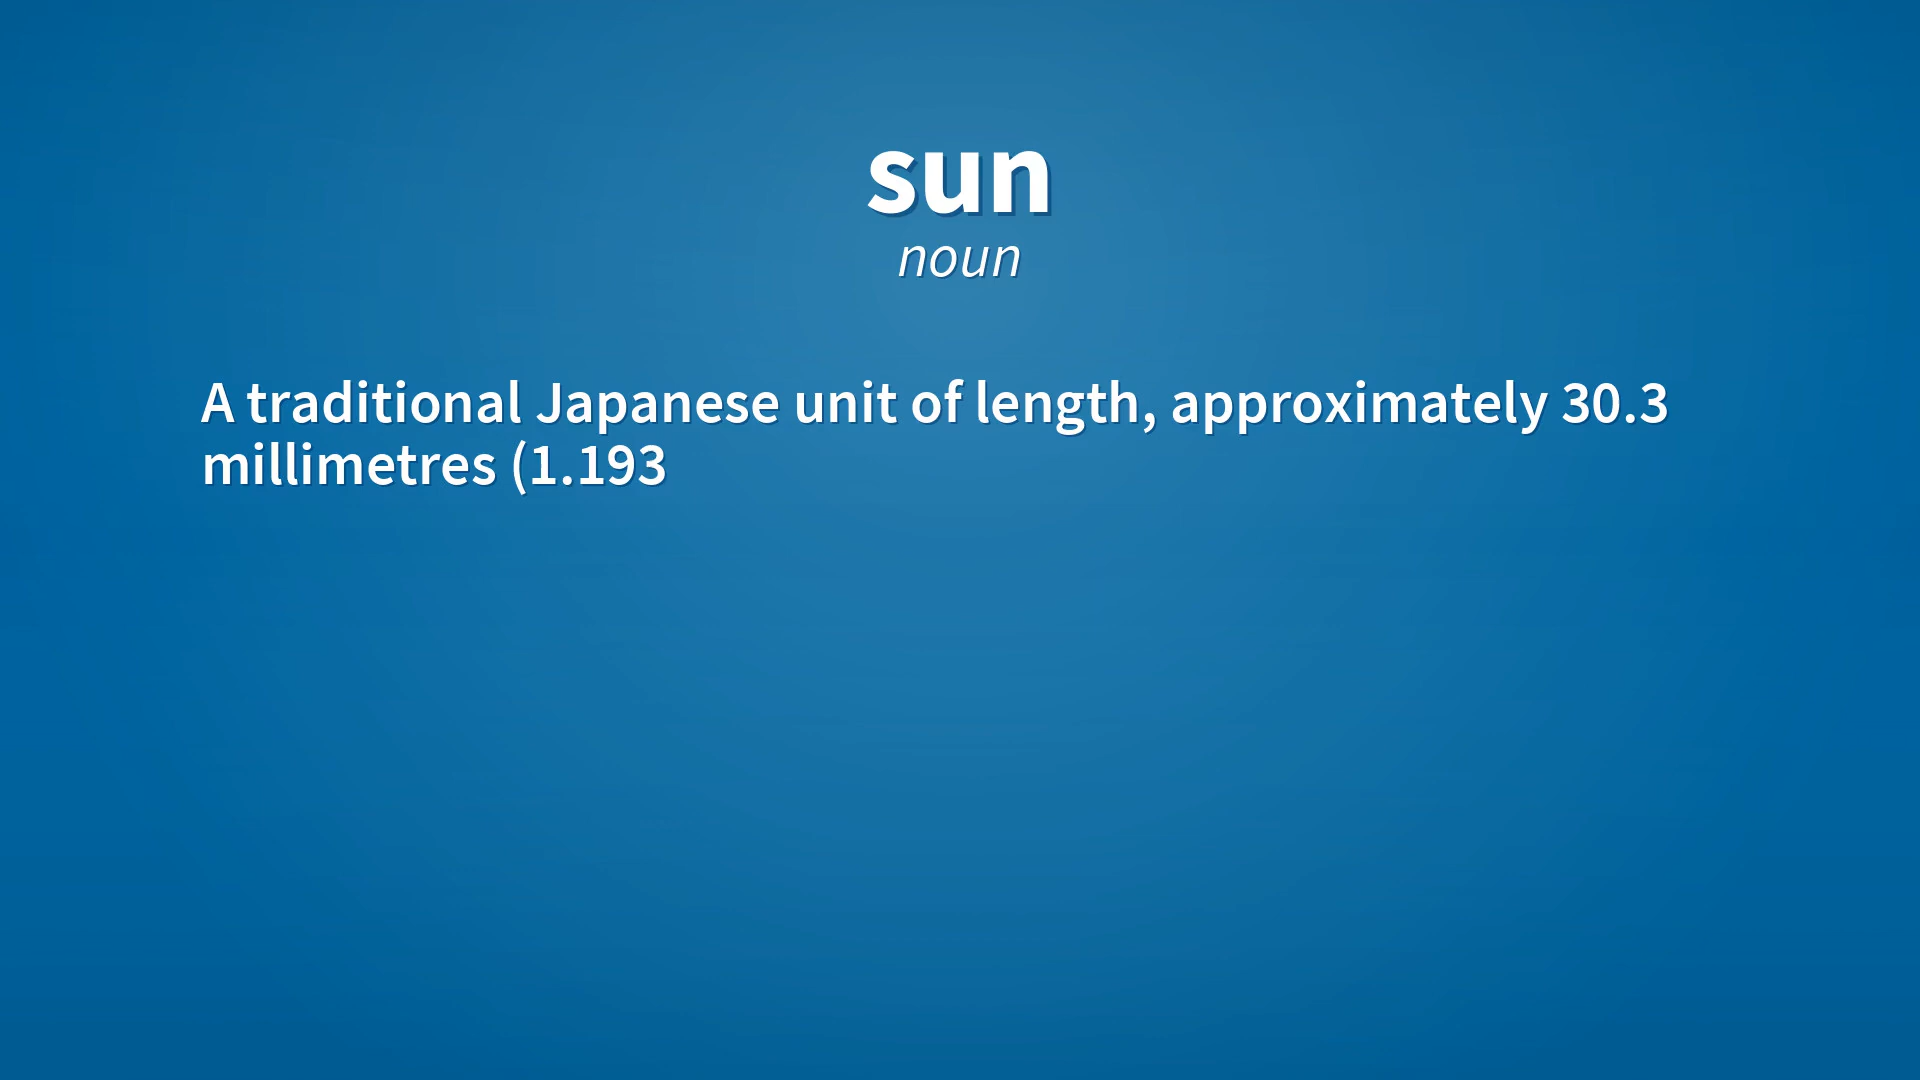 sun
noun
A traditional Japanese unit of length, approximately 30.3
millimetres (1.193